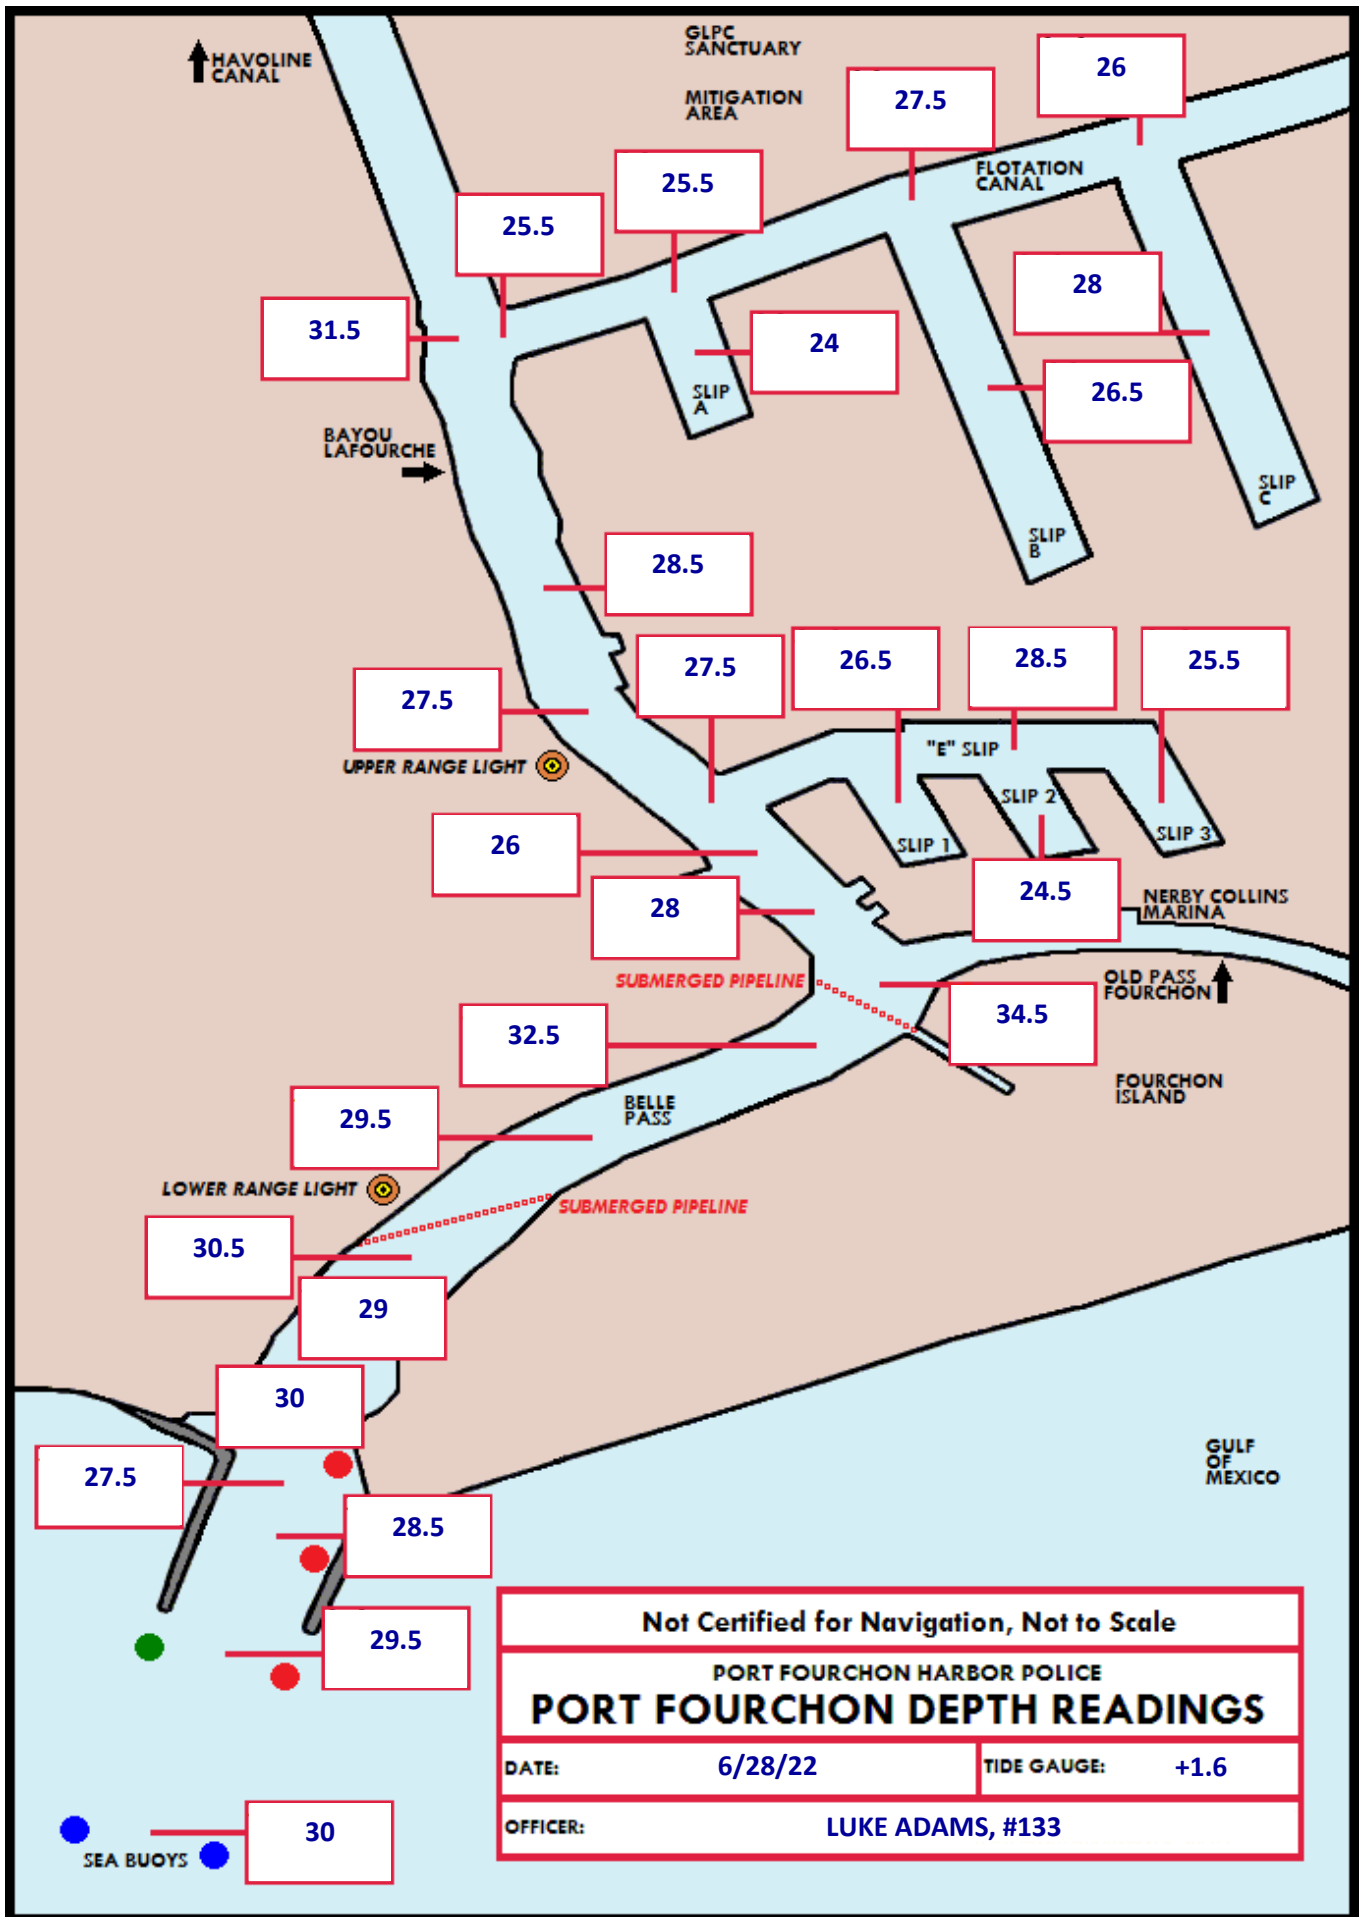 GLPC
SANCTUARY
HAVOLINE
CANAL
26
MITIGATION
AREA
27.5
FLOTATION
CANAL
25.5
25.5
28
31.5
24
26.5
SLIP
A
BAYOU
LAFOURCHE
SLIP
C
SLIP
B
28.5
27.5
26.5
28.5
25.5
27.5
"E" SLIP
UPPER RANGE LIGHT
SLIP 2
SLIP 1
SLIP 3
26
24.5
NERBY COLLINS
MARINA
28
SUBMERGED PIPELINE
OLD PASS
FOURCHON
34.5
32.5
FOURCHON
ISLAND
BELLE
PASS
29.5
LOWER RANGE LIGHT
SUBMERGED PIPELINE
30.5
29
30
GULF
OF
MEXICO
27.5
28.5
29.5
Not Certified for Navigation, Not to Scale
PORT FOURCHON HARBOR POLICE
PORT FOURCHON DEPTH READINGS
DATE: 6/28/22 TIDE GAUGE: +1.6
OFFICER: LUKE ADAMS, #133
30
SEA BUOYS